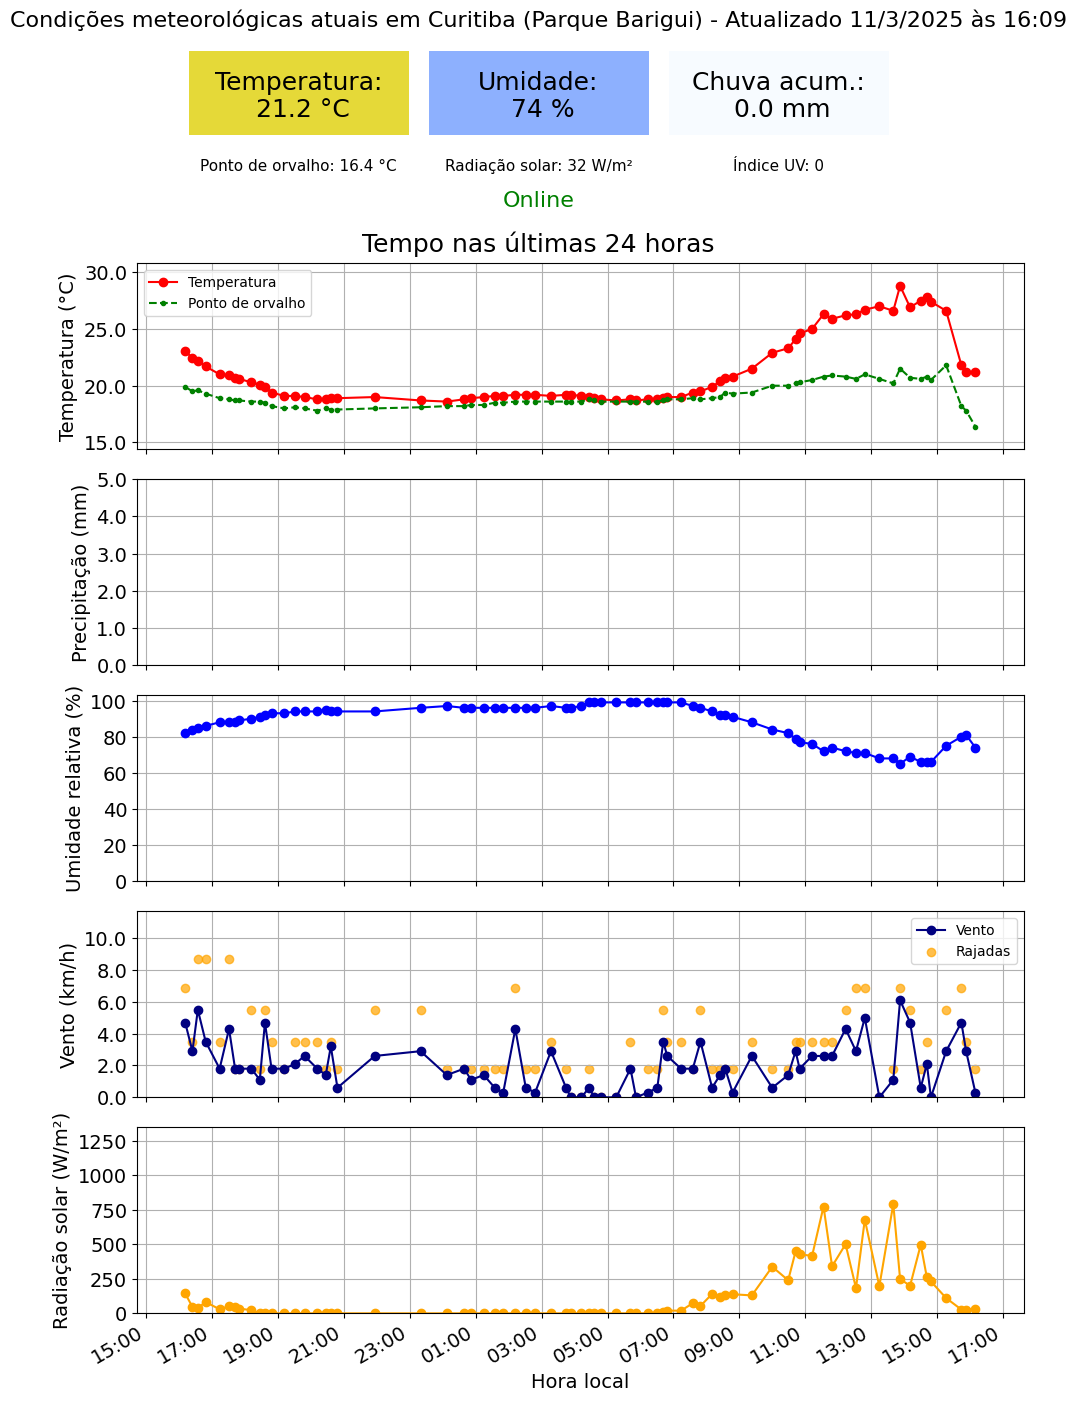 Condições meteorológicas atuais em Curitiba (Parque Barigui) - Atualizado 11/3/2025 às 16:09
Temperatura:
21.2 °C
Umidade:
74 %
Chuva acum.:
0.0 mm
Ponto de orvalho: 16.4 °C
Radiação solar: 32 W/m²
Índice UV: 0
Online
Tempo nas últimas 24 horas
Temperatura (°C)
30.0
25.0
20.0
15.0
Temperatura
Ponto de orvalho
Precipitação (mm)
5.0
4.0
3.0
2.0
1.0
0.0
Umidade relativa (%)
100
80
60
40
20
0
Vento (km/h)
10.0
8.0
6.0
4.0
2.0
0.0
Vento
Rajadas
Radiação solar (W/m²)
1250
1000
750
500
250
0
15:00
17:00
19:00
21:00
23:00
01:00
03:00
05:00
07:00
09:00
11:00
13:00
15:00
17:00
Hora local